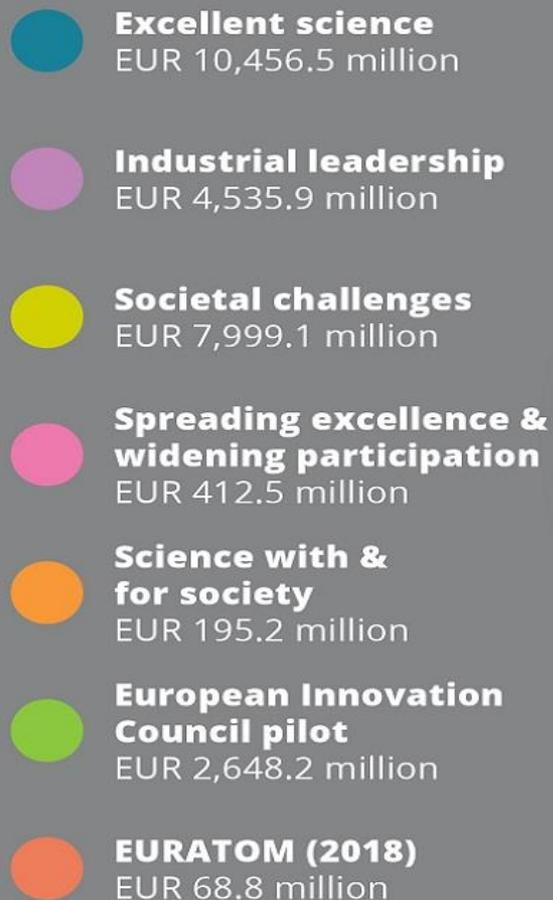 Excellent science
EUR 10,456.5 million
Industrial leadership
EUR 4,535.9 million
Societal challenges
EUR 7,999.1 million
Spreading excellence &
widening participation
EUR 412.5 million
Science with &
for society
EUR 195.2 million
European Innovation
Council pilot
EUR 2,648.2 million
EURATOM (2018)
EUR 68.8 million